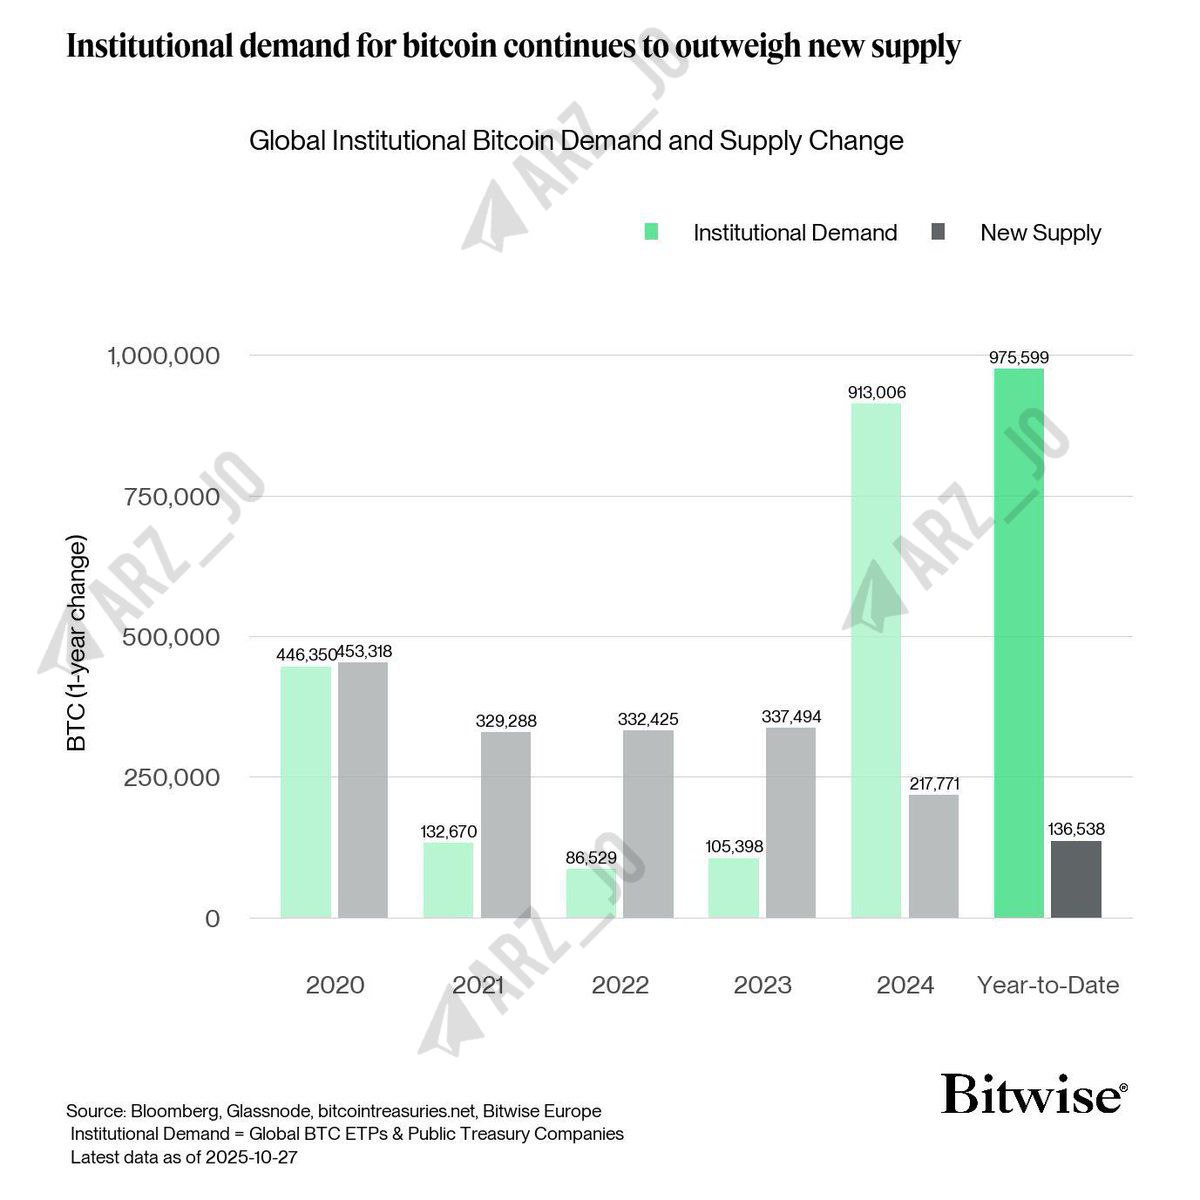 Institutional demand for bitcoin continues to outweigh new supply
Global Institutional Bitcoin Demand and Supply Change
Institutional Demand
New Supply
BTC (1-year change)
1,000,000
750,000
500,000
250,000
0
446,350
453,318
132,670
329,288
86,529
332,425
105,398
337,494
913,006
217,771
975,599
136,538
2020
2021
2022
2023
2024
Year-to-Date
Bitwise®
Source: Bloomberg, Glassnode, bitcointreasuries.net, Bitwise Europe
Institutional Demand = Global BTC ETPs & Public Treasury Companies
Latest data as of 2025-10-27
ARZ_JO
ARZ_JO
ARZ_JO
ARZ_JO